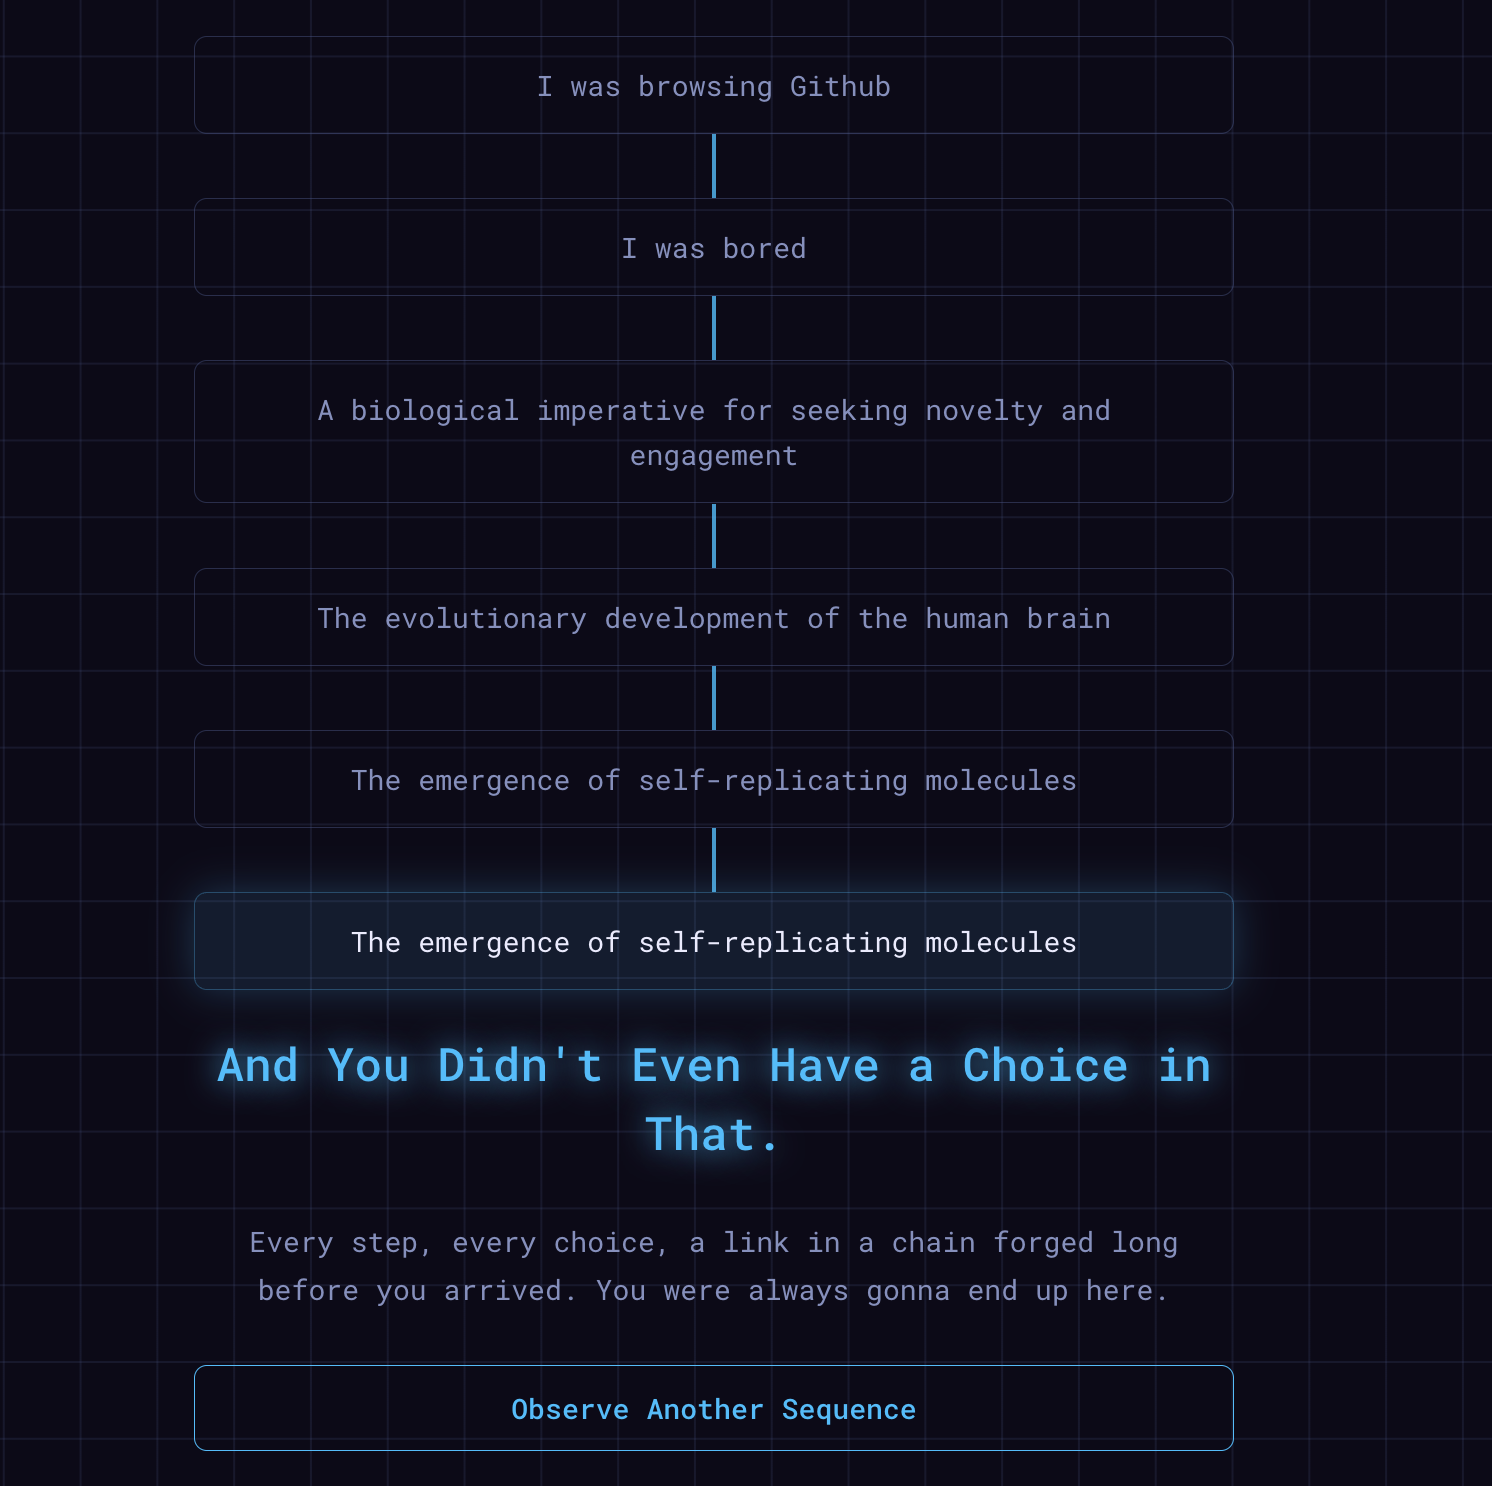 I was browsing Github
I was bored
A biological imperative for seeking novelty and
engagement
The evolutionary development of the human brain
The emergence of self-replicating molecules
The emergence of self-replicating molecules
And You Didn't Even Have a Choice in
That.
Every step, every choice, a link in a chain forged long
before you arrived. You were always gonna end up here.
Observe Another Sequence